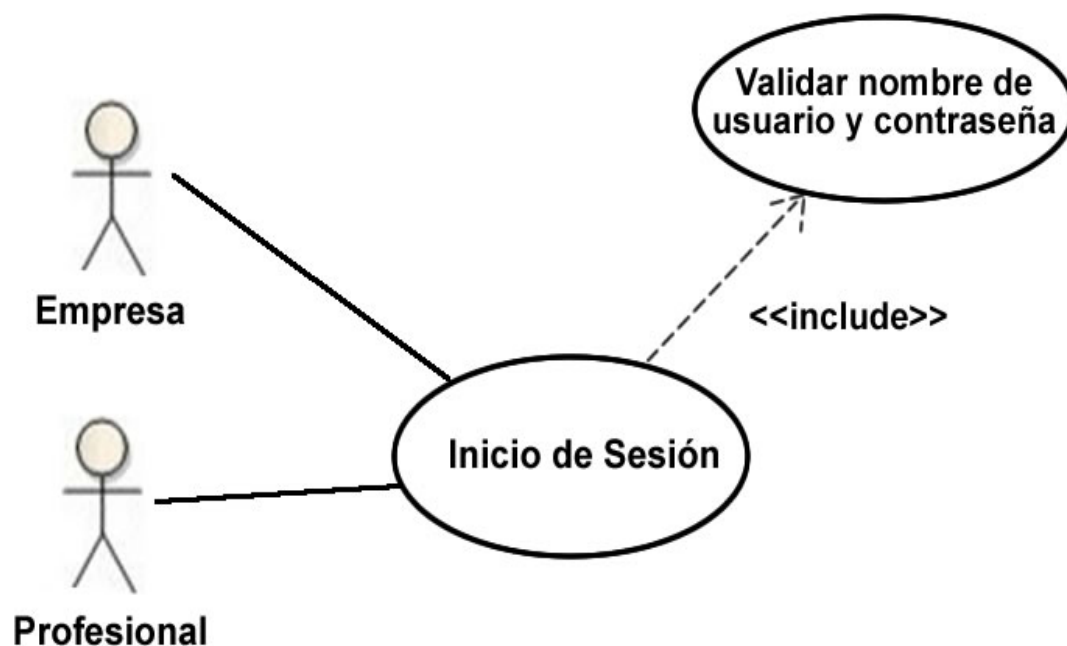 Validar nombre de
usuario y contraseña
Empresa
<<include>>
Inicio de Sesión
Profesional